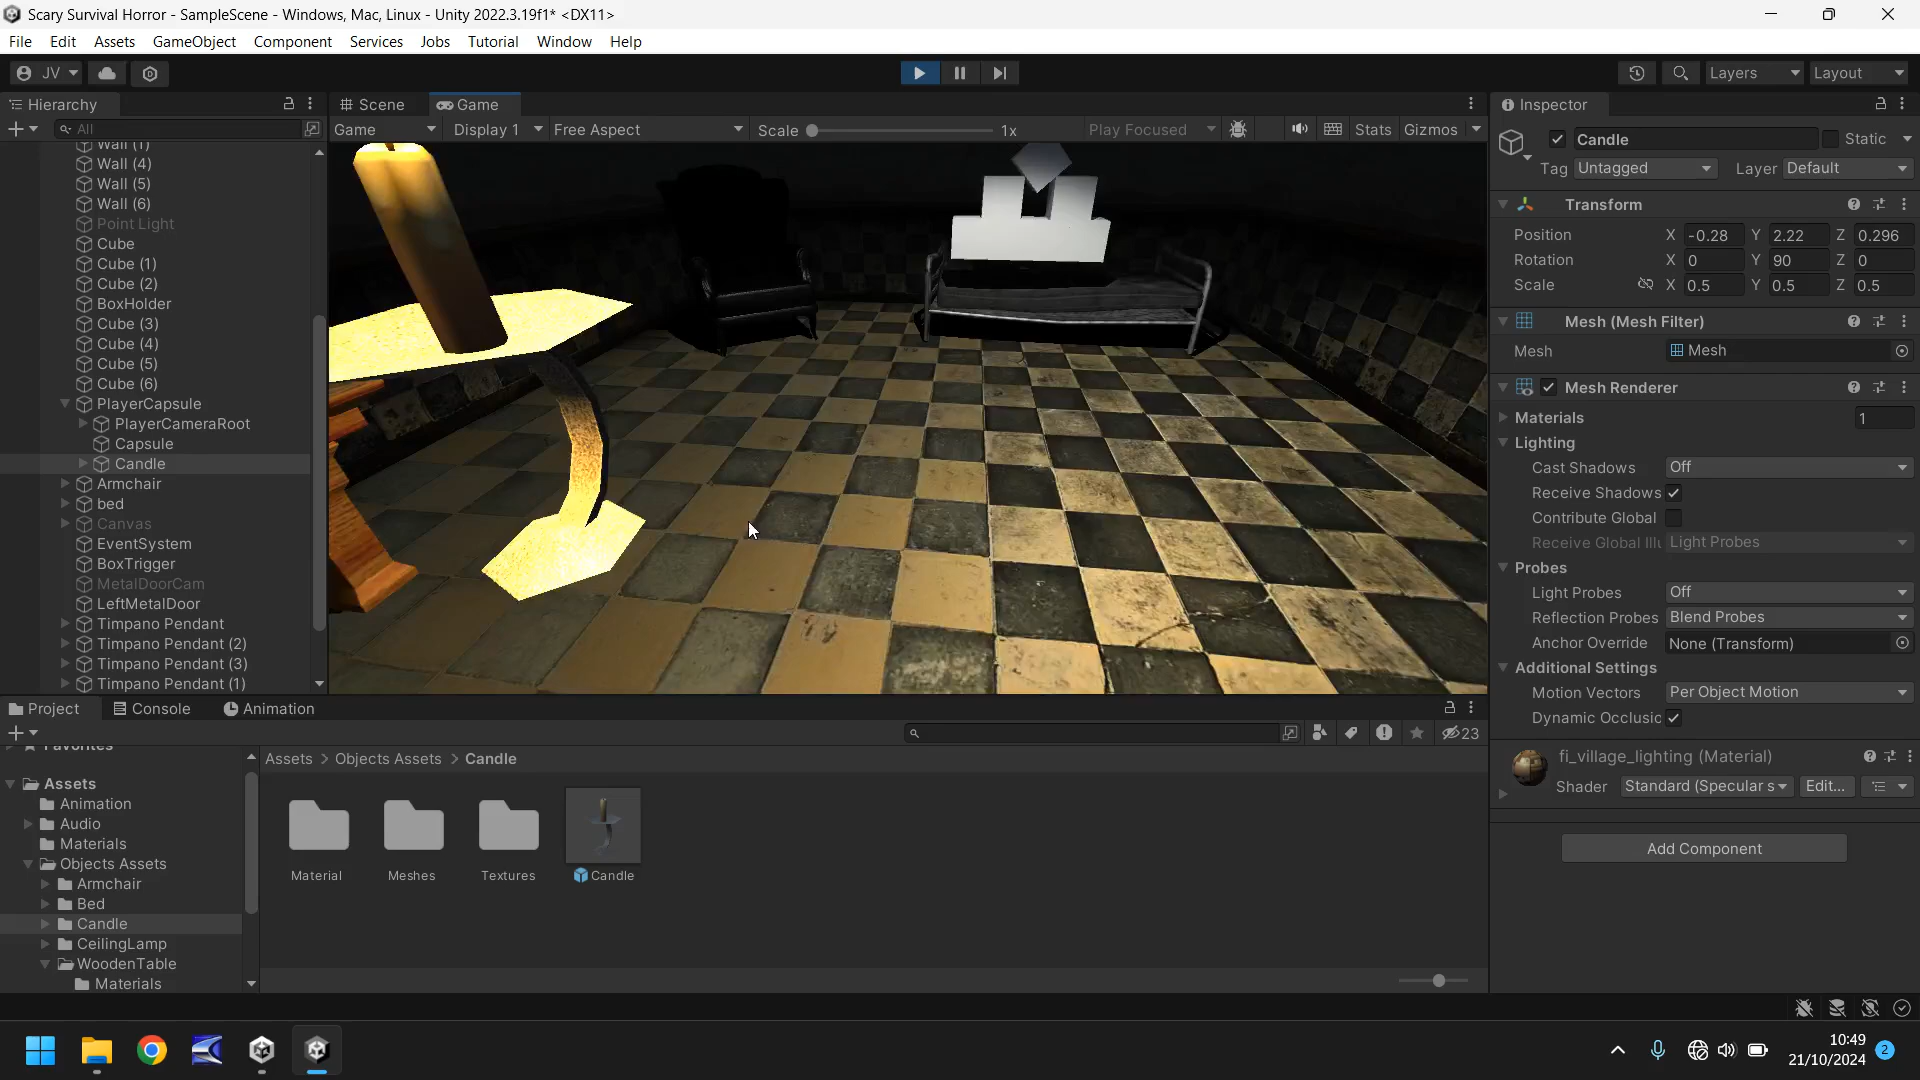 Scary Survival Horror - SampleScene - Windows, Mac, Linux - Unity 2022.3.19f1* <DX11>
File Edit Assets GameObject Component Services Jobs Tutorial Window Help
JV Layers Layout
Hierarchy Scene Game Inspector
All Game Display 1 Free Aspect Scale 1x Play Focused Stats Gizmos
Wall (1)
Wall (4)
Wall (5)
Wall (6)
Point Light
Cube
Cube (1)
Cube (2)
BoxHolder
Cube (3)
Cube (4)
Cube (5)
Cube (6)
PlayerCapsule
PlayerCameraRoot
Capsule
Candle
Armchair
bed
Canvas
EventSystem
BoxTrigger
MetalDoorCam
LeftMetalDoor
Timpano Pendant
Timpano Pendant (2)
Timpano Pendant (3)
Timpano Pendant (1)
Candle Static
Tag Untagged Layer Default
Transform
Position X -0.28 Y 2.22 Z 0.296
Rotation X 0 Y 90 Z 0
Scale X 0.5 Y 0.5 Z 0.5
Mesh (Mesh Filter)
Mesh Mesh
Mesh Renderer
Materials 1
Lighting
Cast Shadows Off
Receive Shadows
Contribute Global
Receive Global Illu Light Probes
Probes
Light Probes Off
Reflection Probes Blend Probes
Anchor Override None (Transform)
Additional Settings
Motion Vectors Per Object Motion
Dynamic Occlusic
fi_village_lighting (Material)
Shader Standard (Specular s Edit...
Add Component
Project Console Animation
23
Favorites
Assets
Animation
Audio
Materials
Objects Assets
Armchair
Bed
Candle
CeilingLamp
WoodenTable
Materials
Assets > Objects Assets > Candle
Material Meshes Textures Candle
10:49
21/10/2024 2